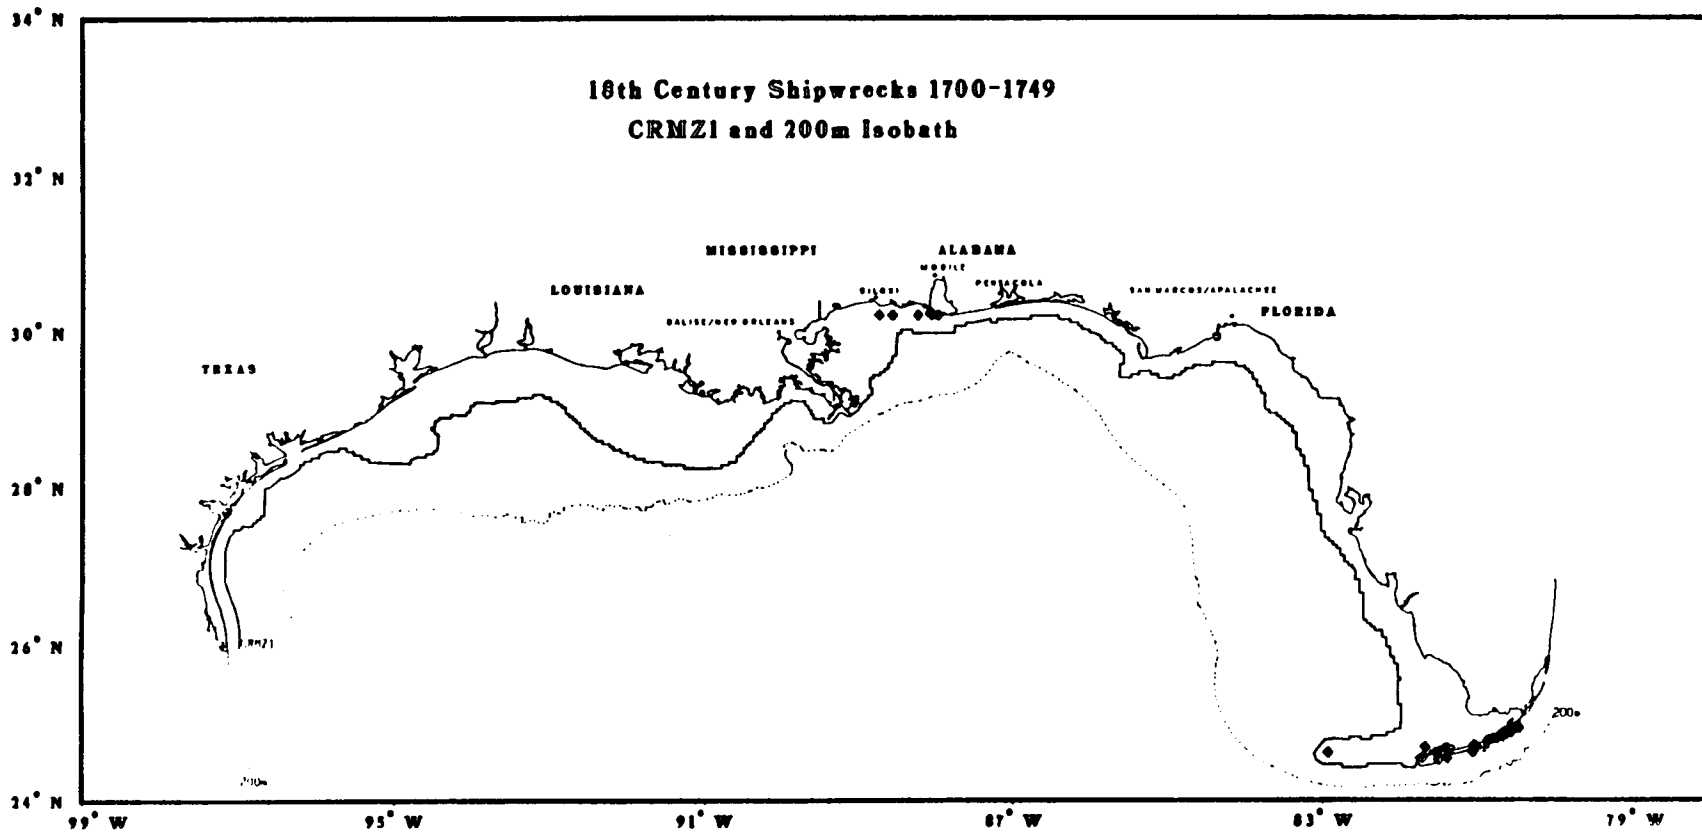 34° N
18th Century Shipwrecks 1700-1749
CRMZ1 and 200m Isobath
32° N
MISSISSIPPI ALABAMA
MOBILE
LOUISIANA BILOXI PENSACOLA SAN MARCOS/APALACHEE
FLORIDA
BALISE/NEW ORLEANS
30° N
TEXAS
28° N
26° N
CRMZ1
200m
200m
24° N
99° W 95° W 91° W 87° W 83° W 79° W